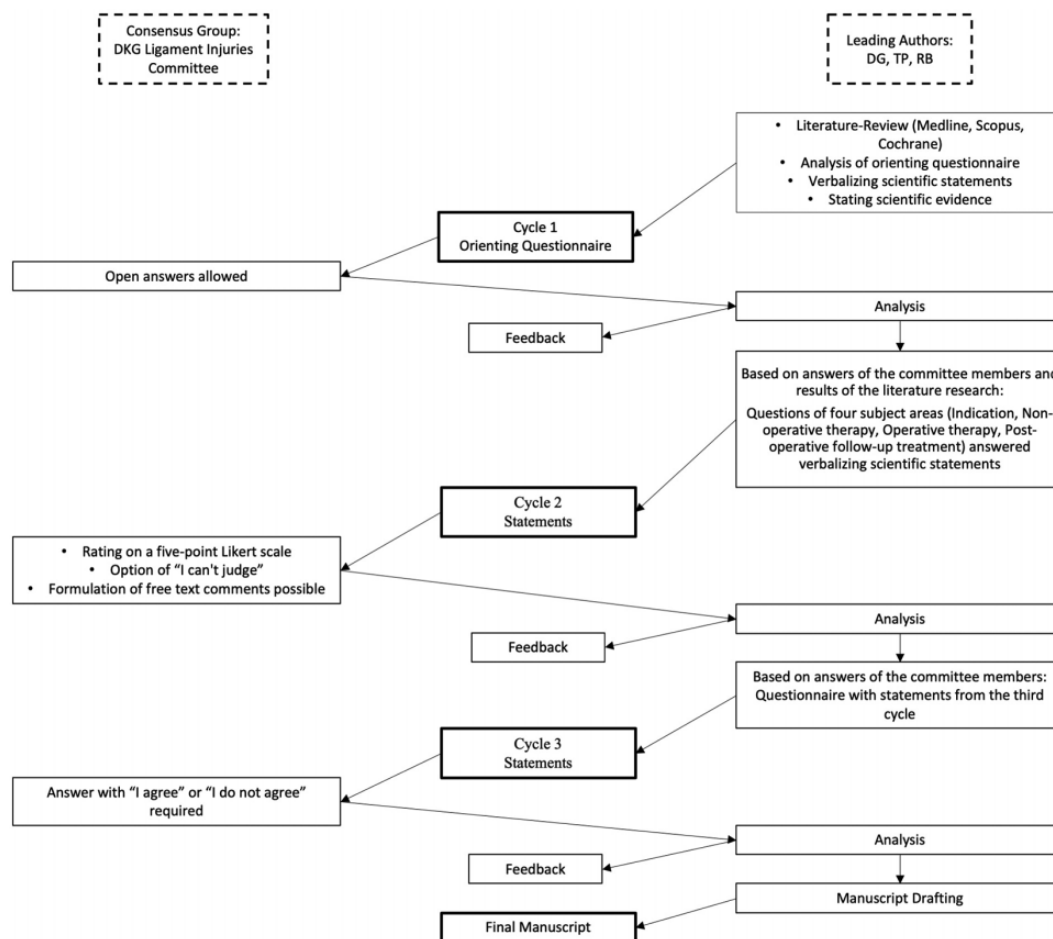 Consensus Group:
DKG Ligament Injuries
Committee
Leading Authors:
DG, TP, RB
• Literature-Review (Medline, Scopus,
Cochrane)
• Analysis of orienting questionnaire
• Verbalizing scientific statements
• Stating scientific evidence
Cycle 1
Orienting Questionnaire
Open answers allowed
Analysis
Feedback
Based on answers of the committee members and
results of the literature research:
Questions of four subject areas (Indication, Non-
operative therapy, Operative therapy, Post-
operative follow-up treatment) answered
verbalizing scientific statements
Cycle 2
Statements
• Rating on a five-point Likert scale
• Option of “I can't judge”
• Formulation of free text comments possible
Analysis
Feedback
Based on answers of the committee members:
Questionnaire with statements from the third
cycle
Cycle 3
Statements
Answer with “I agree” or “I do not agree”
required
Analysis
Feedback
Manuscript Drafting
Final Manuscript